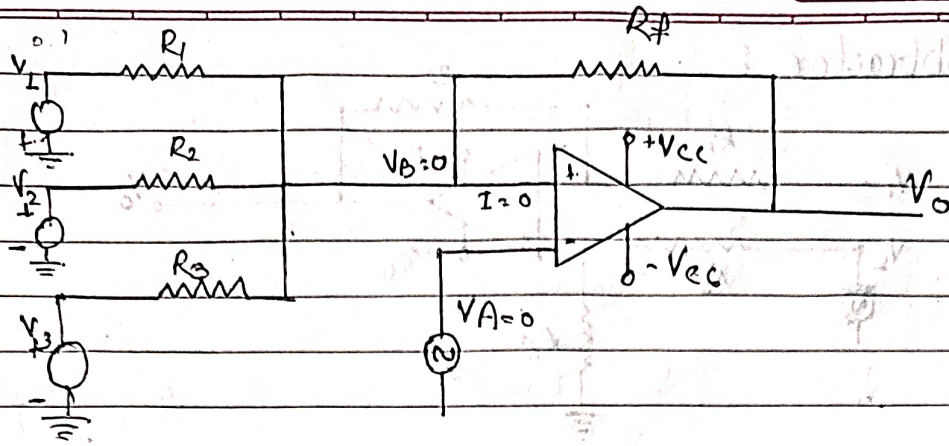 R1
Rf
V1
+VCC
R2
VB=0
V2
I=0
+
Vo
-
-
R3
-VCC
VA=0
V3
-